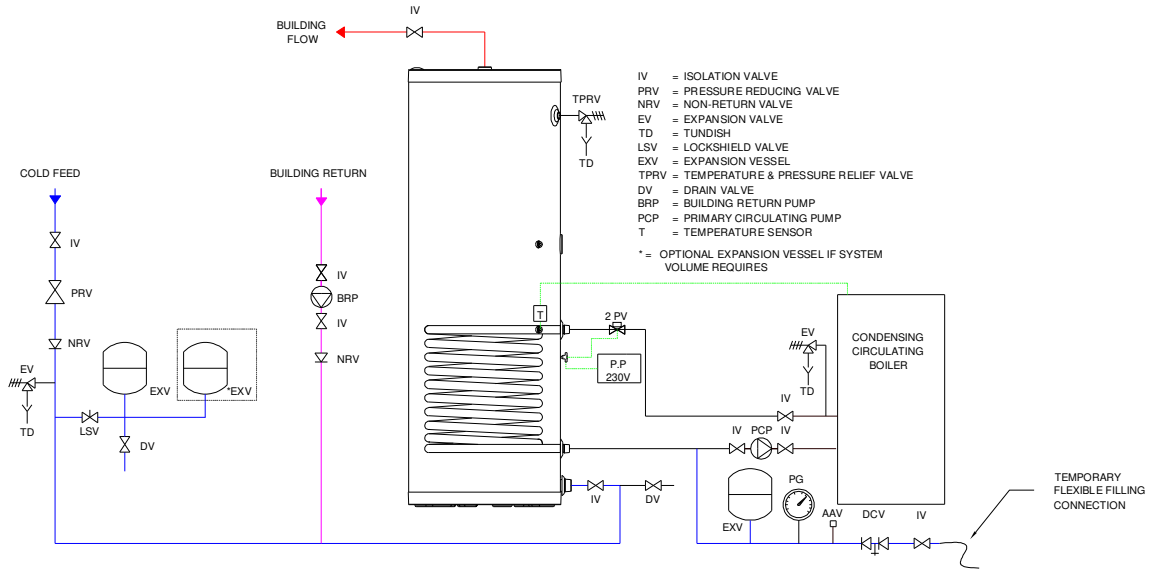 IV
BUILDING
FLOW
IV = ISOLATION VALVE
PRV = PRESSURE REDUCING VALVE
NRV = NON-RETURN VALVE
EV = EXPANSION VALVE
TD = TUNDISH
LSV = LOCKSHIELD VALVE
EXV = EXPANSION VESSEL
TPRV = TEMPERATURE & PRESSURE RELIEF VALVE
DV = DRAIN VALVE
BRP = BUILDING RETURN PUMP
PCP = PRIMARY CIRCULATING PUMP
T = TEMPERATURE SENSOR
* = OPTIONAL EXPANSION VESSEL IF SYSTEM
VOLUME REQUIRES
TPRV
TD
COLD FEED
BUILDING RETURN
IV
PRV
NRV
EV
TD
LSV
EXV
*EXV
DV
IV
BRP
IV
NRV
T
2 PV
P.P
230V
EV
TD
CONDENSING
CIRCULATING
BOILER
IV
IV
PCP
IV
IV
DV
EXV
PG
AAV
DCV
IV
TEMPORARY
FLEXIBLE FILLING
CONNECTION